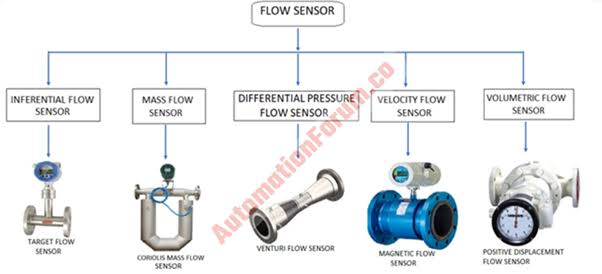 FLOW SENSOR
INFERENTIAL FLOW
SENSOR
MASS FLOW
SENSOR
DIFFERENTIAL PRESSURE
FLOW SENSOR
VELOCITY FLOW
SENSOR
VOLUMETRIC FLOW
SENSOR
AutomationForum.co
TARGET FLOW
SENSOR
CORIOLIS MASS FLOW
SENSOR
VENTURI FLOW SENSOR
MAGNETIC FLOW
SENSOR
POSITIVE DISPLACEMENT
FLOW SENSOR